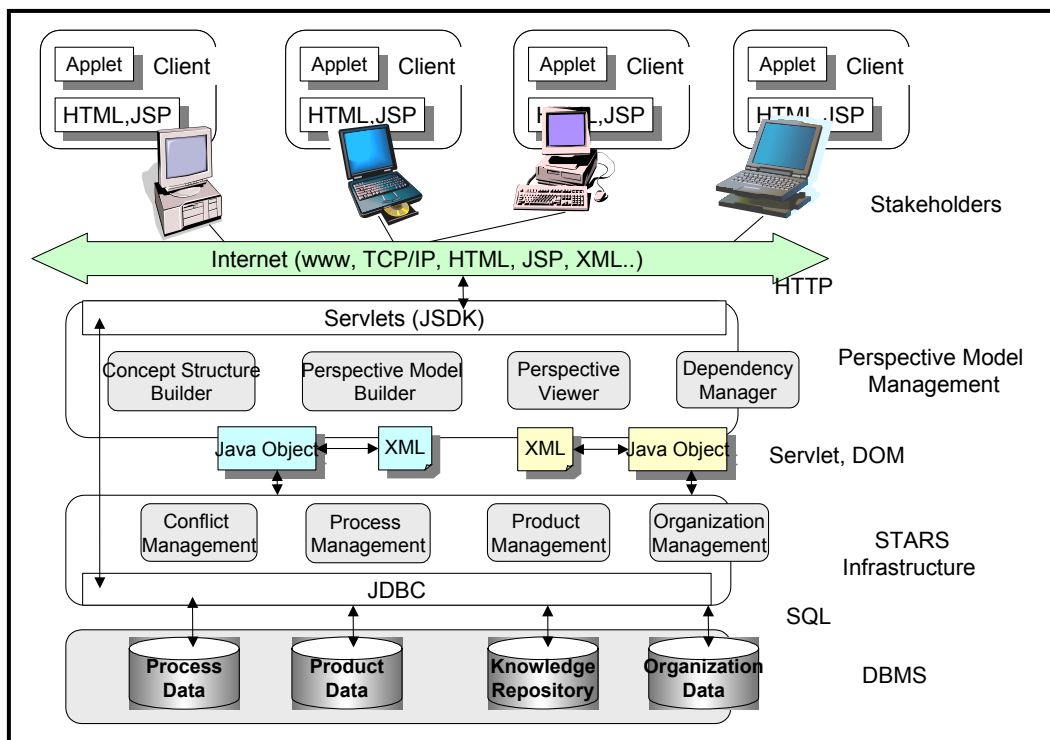 Applet Client
HTML,JSP
Applet Client
HTML,JSP
Applet Client
HTML,JSP
Applet Client
HTML,JSP
Stakeholders
Internet (www, TCP/IP, HTML, JSP, XML..)
HTTP
Servlets (JSDK)
Concept Structure
Builder
Perspective Model
Builder
Perspective
Viewer
Dependency
Manager
Perspective Model
Management
Java Object
XML
XML
Java Object
Servlet, DOM
Conflict
Management
Process
Management
Product
Management
Organization
Management
STARS
Infrastructure
JDBC
SQL
Process
Data
Product
Data
Knowledge
Repository
Organization
Data
DBMS